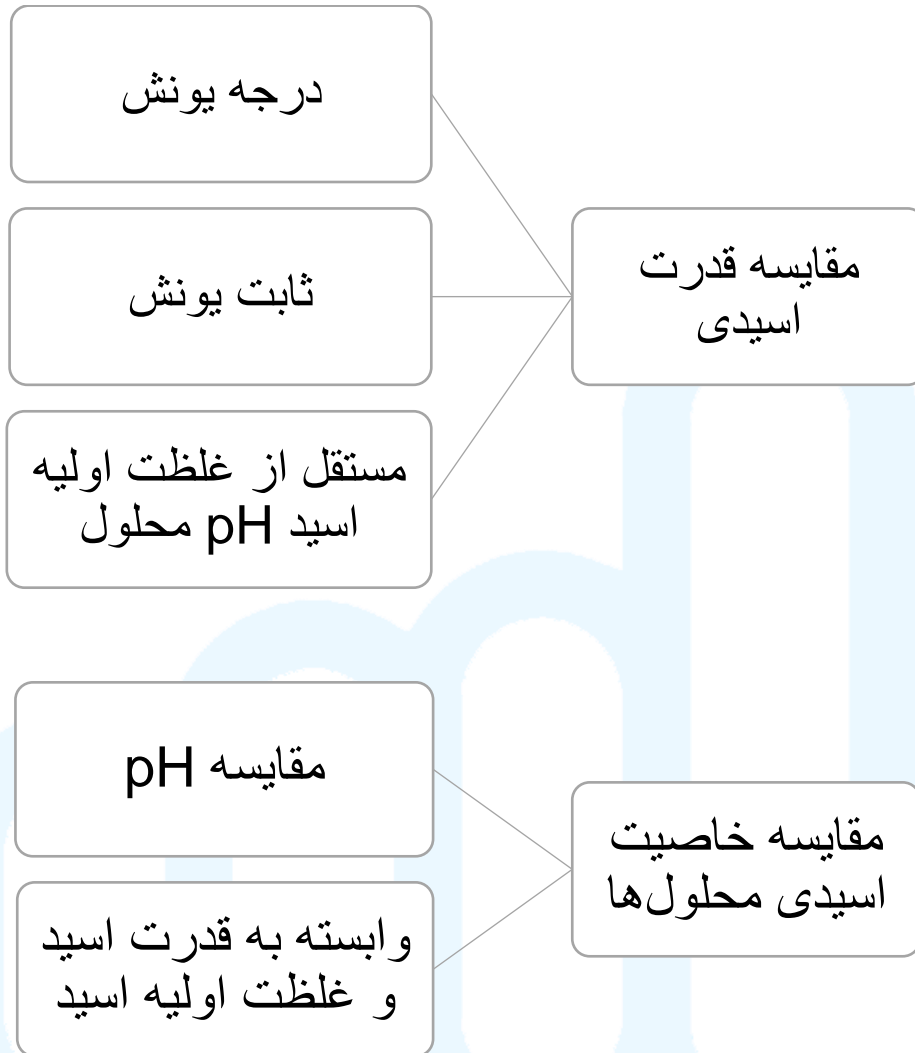 مقایسه قدرت
اسیدی
درجه یونش
ثابت یونش
مستقل از غلظت اولیه
اسید pH محلول
مقایسه خاصیت
اسیدی محلول‌ها
مقایسه pH
وابسته به قدرت اسید
و غلظت اولیه اسید